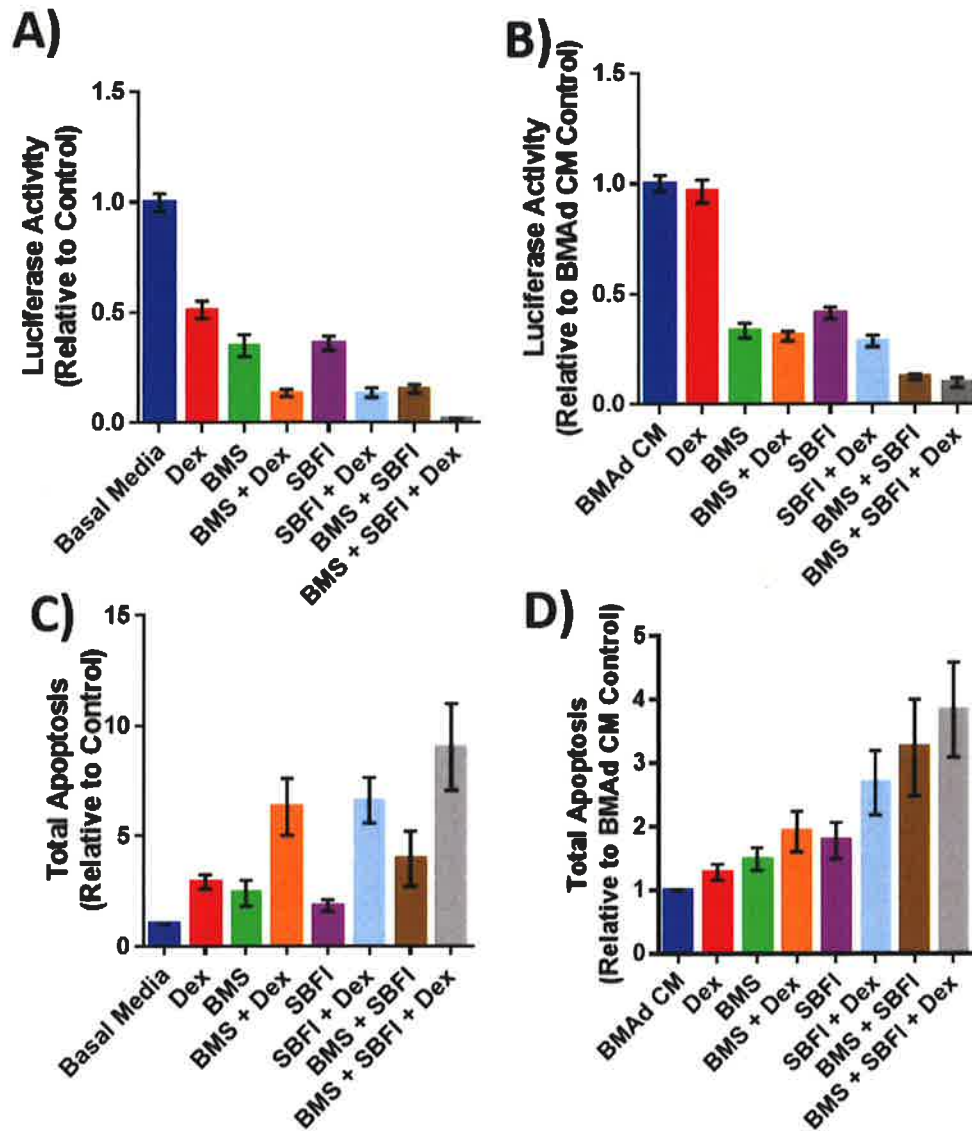 A)
Luciferase Activity
(Relative to Control)
1.5
1.0
0.5
0.0
Basal Media
Dex
BMS
BMS + Dex
SBFI
SBFI + Dex
BMS + SBFI
BMS + SBFI + Dex
B)
Luciferase Activity
(Relative to BMAd CM Control)
1.5
1.0
0.5
0.0
BMAd CM
Dex
BMS
BMS + Dex
SBFI
SBFI + Dex
BMS + SBFI
BMS + SBFI + Dex
C)
Total Apoptosis
(Relative to Control)
15
10
5
0
Basal Media
Dex
BMS
BMS + Dex
SBFI
SBFI + Dex
BMS + SBFI
BMS + SBFI + Dex
D)
Total Apoptosis
(Relative to BMAd CM Control)
5
4
3
2
1
0
BMAd CM
Dex
BMS
BMS + Dex
SBFI
SBFI + Dex
BMS + SBFI
BMS + SBFI + Dex